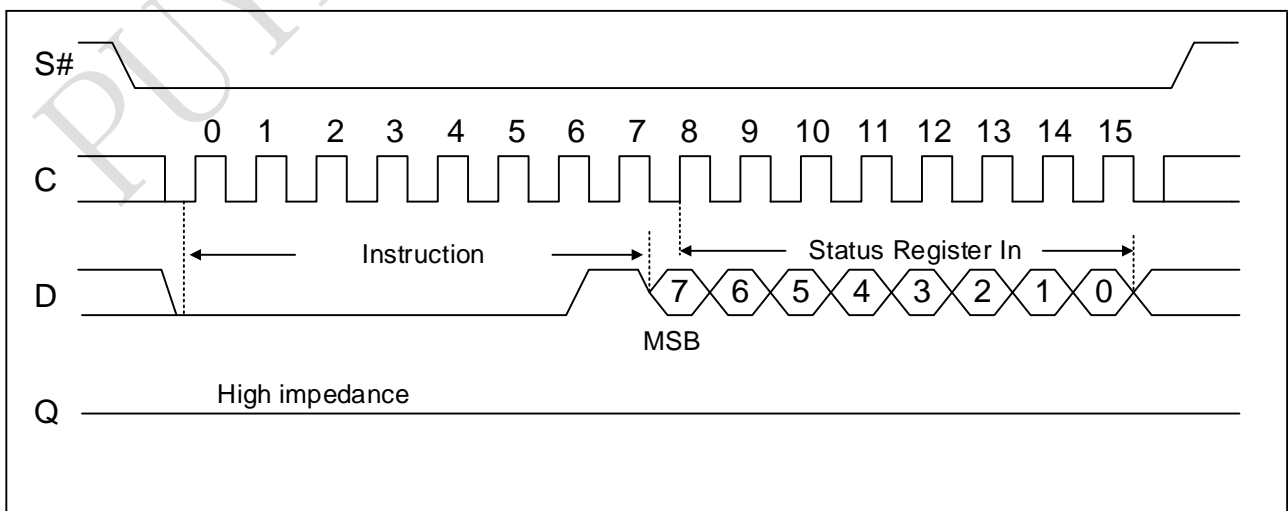 PUY
S#
0 1 2 3 4 5 6 7 8 9 10 11 12 13 14 15
C
Instruction
Status Register In
D
7 6 5 4 3 2 1 0
MSB
High impedance
Q